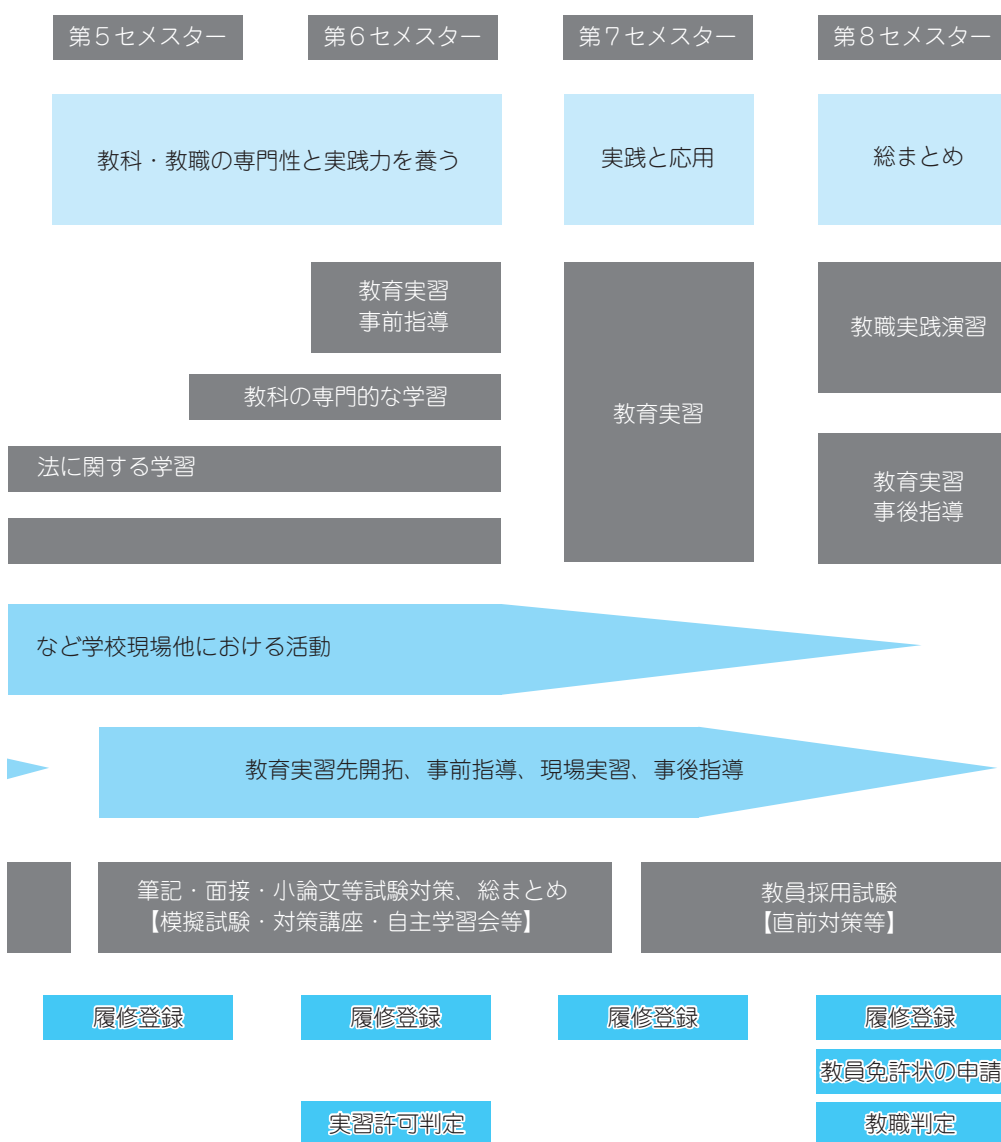 第5セメスター
第6セメスター
第7セメスター
第8セメスター
教科・教職の専門性と実践力を養う
実践と応用
総まとめ
教育実習
事前指導
教科の専門的な学習
法に関する学習
教育実習
教職実践演習
教育実習
事後指導
など学校現場他における活動
教育実習先開拓、事前指導、現場実習、事後指導
筆記・面接・小論文等試験対策、総まとめ
【模擬試験・対策講座・自主学習会等】
教員採用試験
【直前対策等】
履修登録
履修登録
履修登録
履修登録
教員免許状の申請
実習許可判定
教職判定